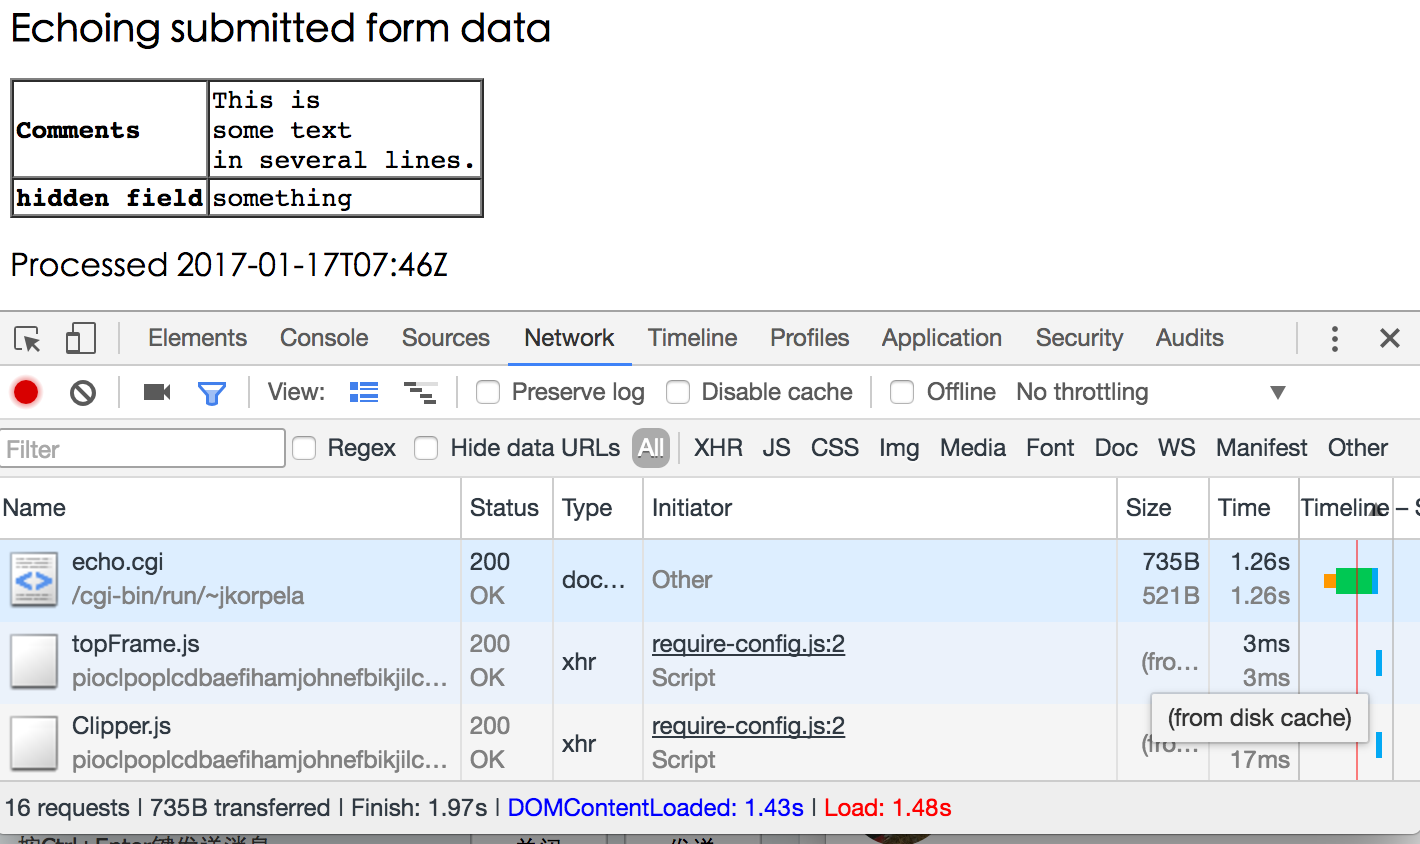 Echoing submitted form data
Comments
This is
some text
in several lines.
hidden field something
Processed 2017-01-17T07:46Z
Elements Console Sources Network Timeline Profiles Application Security Audits
View: Preserve log Disable cache Offline No throttling
Filter Regex Hide data URLs All XHR JS CSS Img Media Font Doc WS Manifest Other
Name Status Type Initiator Size Time Timeline –
echo.cgi 200 doc... Other 735B 1.26s
/cgi-bin/run/~jkorpela OK 521B 1.26s
topFrame.js 200 xhr require-config.js:2 (fro... 3ms
pioclpoplcdbaefihamjohnefbikjilc... OK Script 3ms
(from disk cache)
Clipper.js 200 xhr require-config.js:2 (fro...
pioclpoplcdbaefihamjohnefbikjilc... OK Script 17ms
16 requests | 735B transferred | Finish: 1.97s | DOMContentLoaded: 1.43s | Load: 1.48s